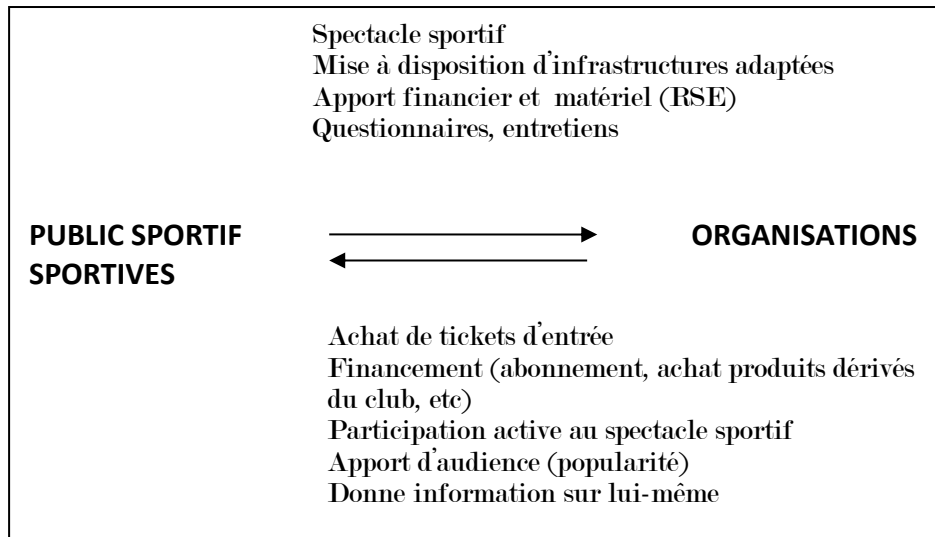 Spectacle sportif
Mise à disposition d'infrastructures adaptées
Apport financier et matériel (RSE)
Questionnaires, entretiens
PUBLIC SPORTIF ORGANISATIONS
SPORTIVES
Achat de tickets d'entrée
Financement (abonnement, achat produits dérivés
du club, etc)
Participation active au spectacle sportif
Apport d'audience (popularité)
Donne information sur lui-même